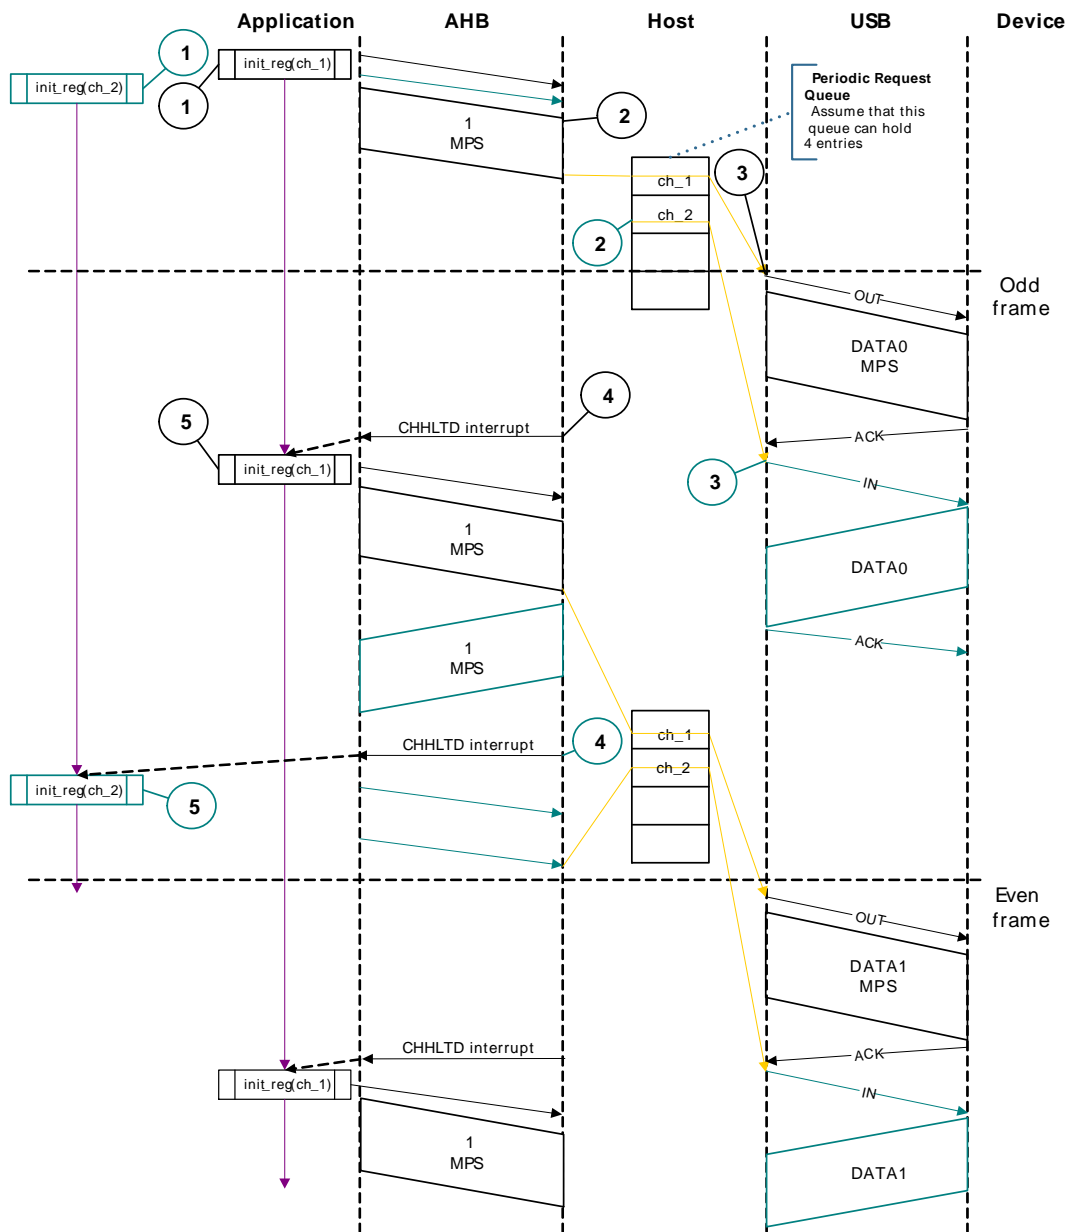 Application AHB Host USB Device
1
init_reg(ch_1)
init_reg(ch_2)
1
Periodic Request
Queue
Assume that this
queue can hold
4 entries
1
MPS
2
3
ch_1
ch_2
2
Odd
frame
OUT
DATA0
MPS
4
5
CHHLTD interrupt
ACK
init_reg(ch_1)
3
IN
1
MPS
DATA0
1
MPS
ACK
ch_1
CHHLTD interrupt
4
ch_2
init_reg(ch_2)
5
Even
frame
OUT
DATA1
MPS
CHHLTD interrupt
ACK
init_reg(ch_1)
IN
1
MPS
DATA1